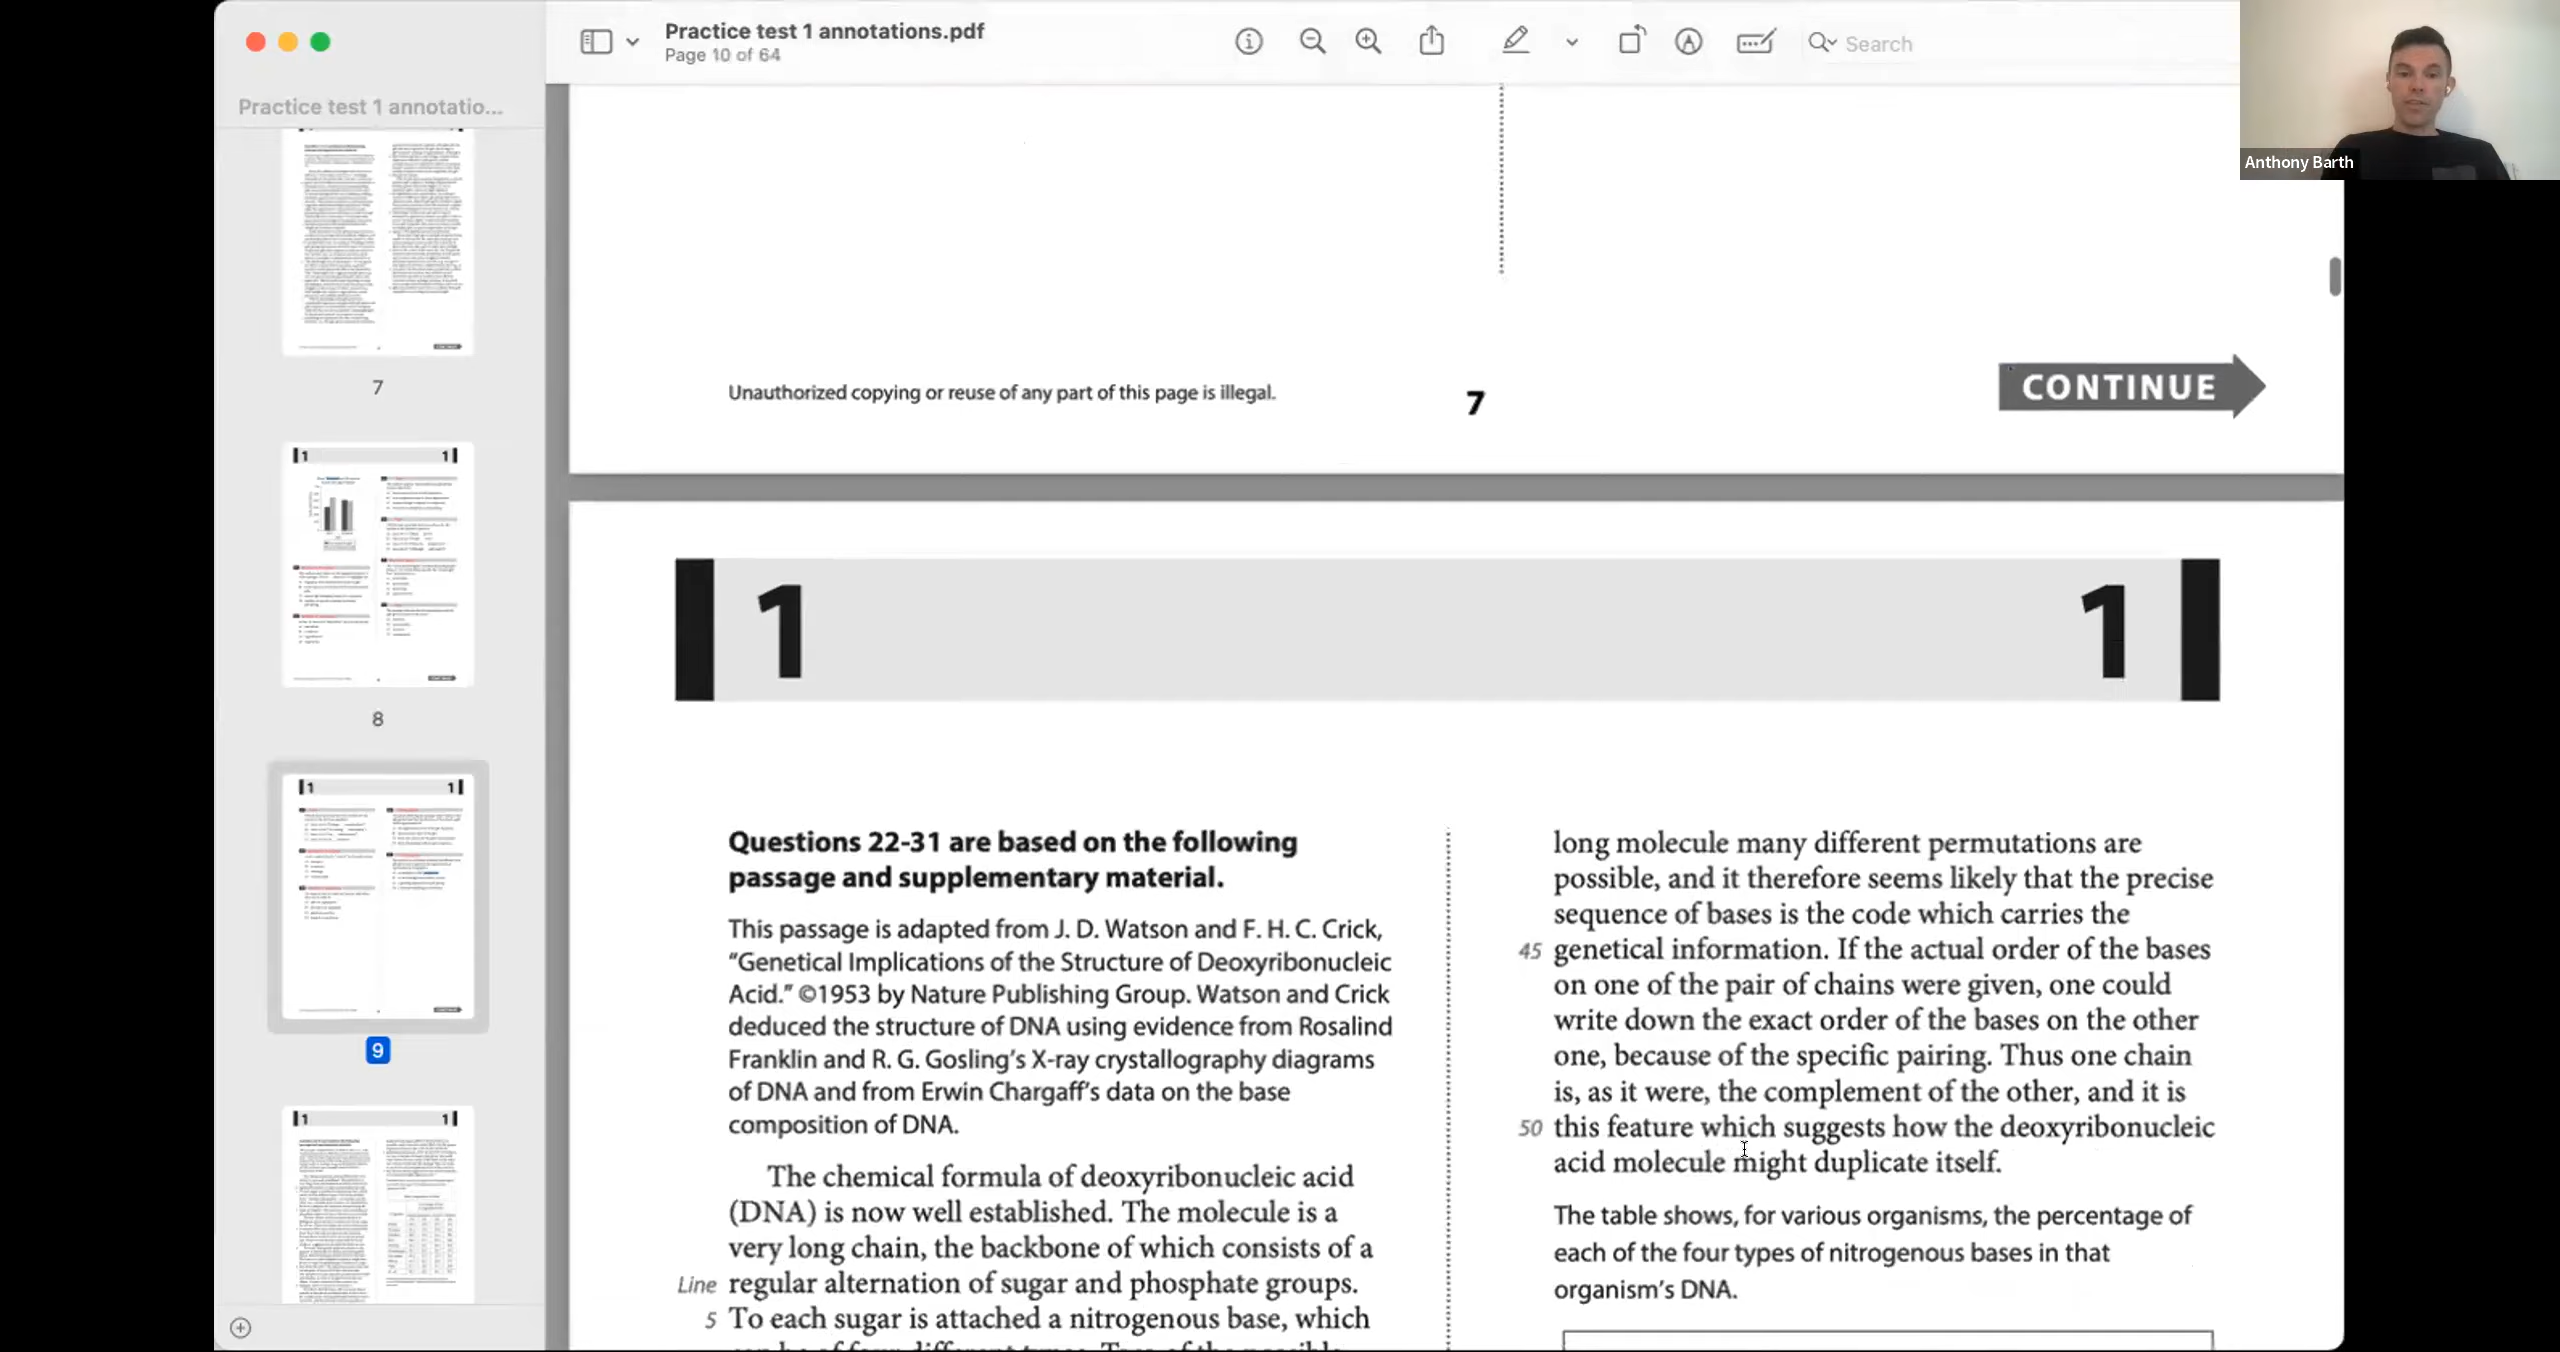 Practice test 1 annotations.pdf
Page 10 of 64
Search
Anthony Barth
Practice test 1 annotatio...
7
8
9
Unauthorized copying or reuse of any part of this page is illegal.
7
CONTINUE
1
1
Questions 22-31 are based on the following
passage and supplementary material.
This passage is adapted from J. D. Watson and F. H. C. Crick,
“Genetical Implications of the Structure of Deoxyribonucleic
Acid.” ©1953 by Nature Publishing Group. Watson and Crick
deduced the structure of DNA using evidence from Rosalind
Franklin and R. G. Gosling’s X-ray crystallography diagrams
of DNA and from Erwin Chargaff’s data on the base
composition of DNA.
The chemical formula of deoxyribonucleic acid
(DNA) is now well established. The molecule is a
very long chain, the backbone of which consists of a
Line regular alternation of sugar and phosphate groups.
5 To each sugar is attached a nitrogenous base, which
long molecule many different permutations are
possible, and it therefore seems likely that the precise
sequence of bases is the code which carries the
45 genetical information. If the actual order of the bases
on one of the pair of chains were given, one could
write down the exact order of the bases on the other
one, because of the specific pairing. Thus one chain
is, as it were, the complement of the other, and it is
50 this feature which suggests how the deoxyribonucleic
acid molecule might duplicate itself.
The table shows, for various organisms, the percentage of
each of the four types of nitrogenous bases in that
organism’s DNA.